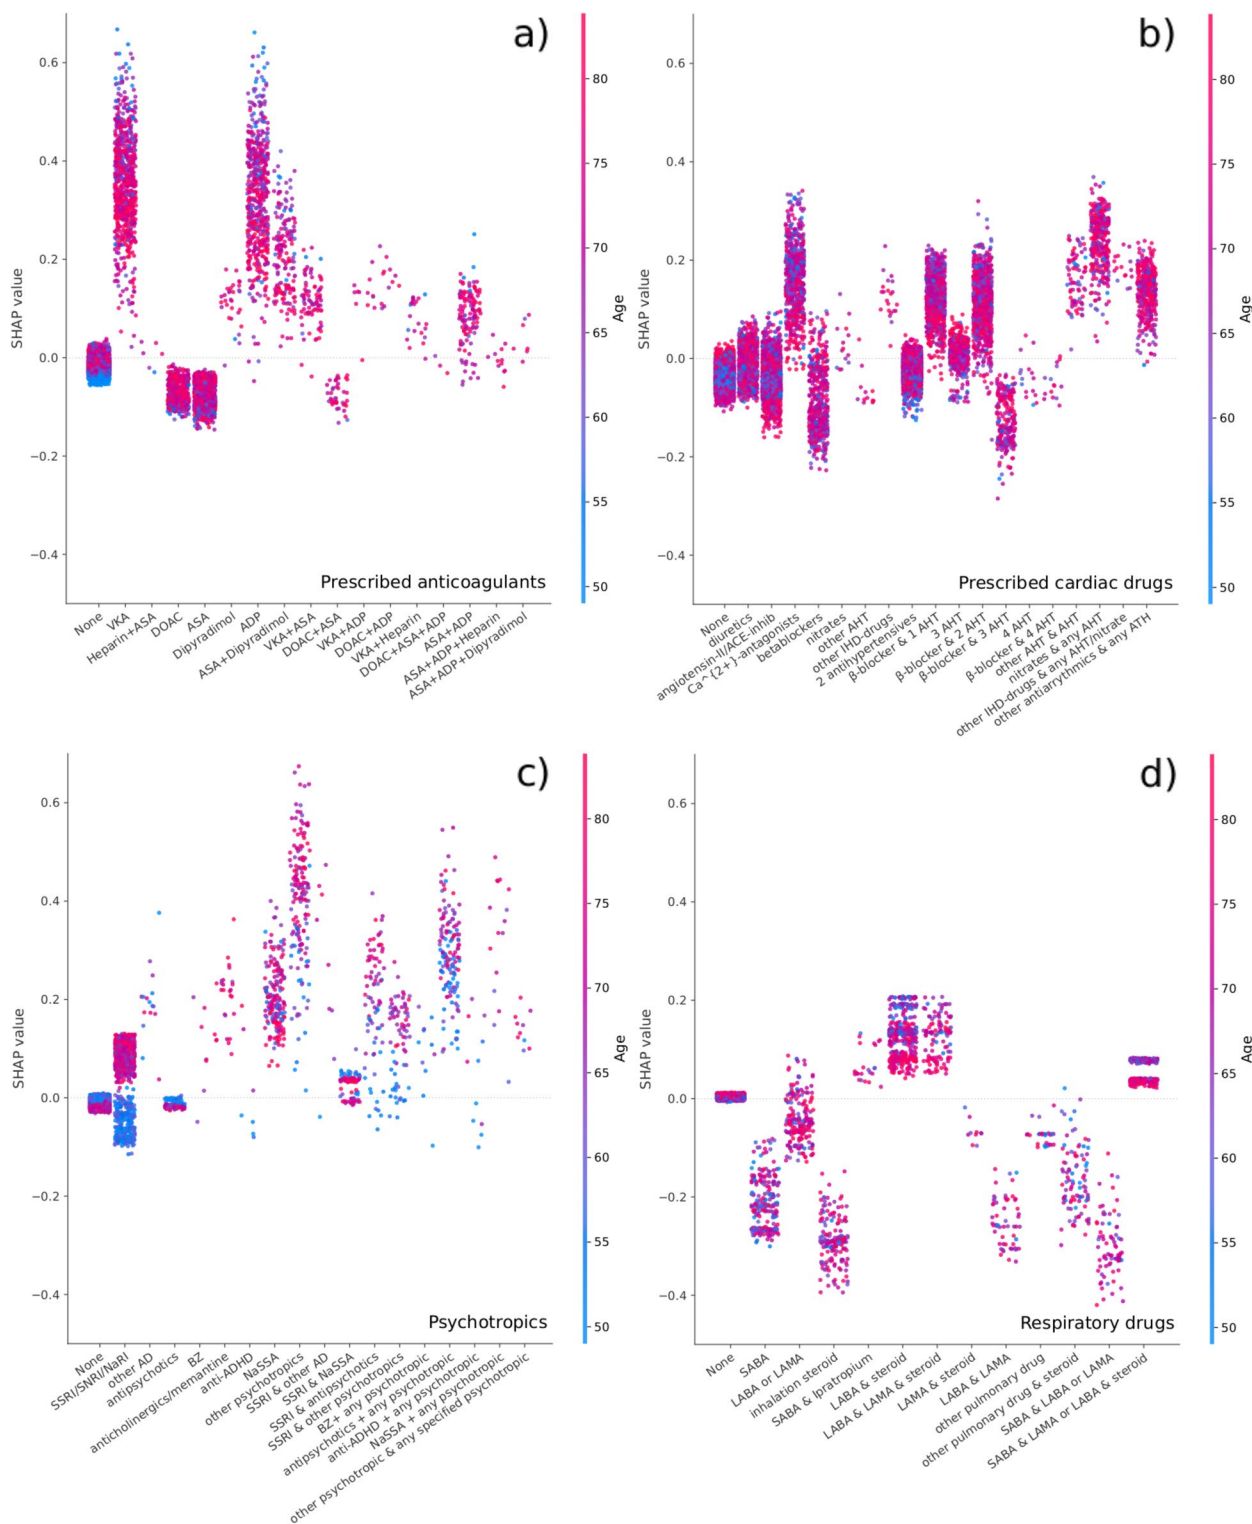 a)
0.6
0.4
0.2
0.0
−0.2
−0.4
SHAP value
80
75
70
65
60
55
50
Age
Prescribed anticoagulants
None
VKA
Heparin+ASA
DOAC
ASA
Dipyradimol
ADP
ASA+Dipyradimol
VKA+ASA
DOAC+ASA
VKA+ADP
DOAC+ADP
VKA+Heparin
DOAC+SA+ADP
ASA+ADP
ASA+ADP+Heparin
ASA+ADP+Dipyradimol
b)
0.6
0.4
0.2
0.0
−0.2
−0.4
SHAP value
80
75
70
65
60
55
50
Age
Prescribed cardiac drugs
None
diuretics
angiotensin-II/ACE-inhib
Ca^{2+}-antagonists
betablockers
nitrates
other AHT
other IHD-drugs
2 antihypertensives
β-blocker & 1 AHT
3 AHT
β-blocker & 2 AHT
β-blocker & 3 AHT
4 AHT
β-blocker & 4 AHT
other AHT & AHT
nitrates & any AHT
other IHD-drugs & any AHT/nitrate
other antiarrythmics & any ATH
c)
0.6
0.4
0.2
0.0
−0.2
−0.4
SHAP value
80
75
70
65
60
55
50
Age
Psychotropics
None
SSRI/SNRI/NaRI
other AD
antipsychotics
BZ
anticholinergics/memantine
anti-ADHD
NaSSA
other psychotropics
SSRI & other AD
SSRI & NaSSA
SSRI & antipsychotics
SSRI & other psychotropics
BZ+ any psychotropic
antipsychotics + any psychotropic
anti-ADHD + any psychotropic
NaSSA + any psychotropic
other psychotropic & any specified psychotropic
d)
0.6
0.4
0.2
0.0
−0.2
−0.4
SHAP value
80
75
70
65
60
55
50
Age
Respiratory drugs
None
SABA
LABA or LAMA
inhalation steroid
SABA & Ipratropium
LABA & steroid
LABA & LAMA & steroid
LAMA & steroid
LABA & LAMA
other pulmonary drug
other pulmonary drug & steroid
SABA & LABA or LAMA
SABA & LAMA or LABA & steroid